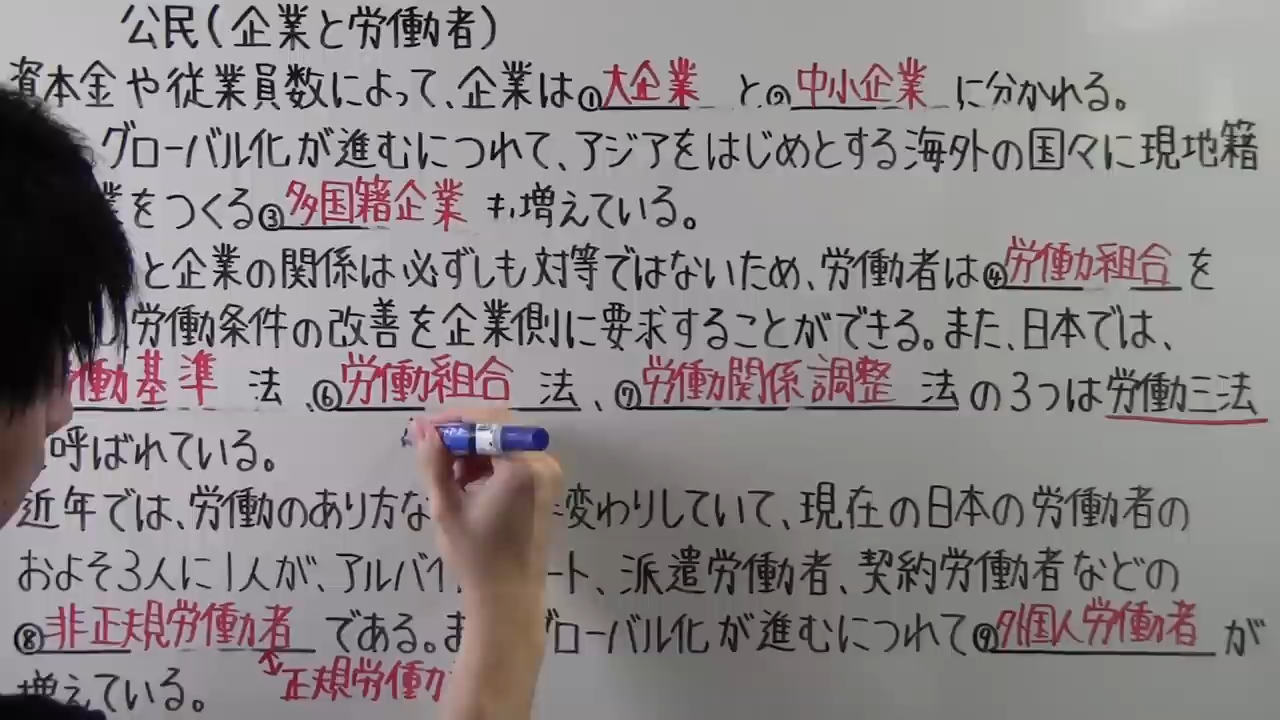 公民(企業と労働者)
資本金や従業員数によって、企業は①大企業 と②中小企業 に分かれる。
グローバル化が進むにつれて、アジアをはじめとする海外の国々に現地籍
業をつくる③多国籍企業 も増えている。
と企業の関係は必ずしも対等ではないため、労働者は④労働組合 を
労働条件の改善を企業側に要求することができる。また、日本では、
働基準 法、⑥労働組合 法、⑦労働関係調整 法の3つは労働三法
呼ばれている。
近年では、労働のあり方な 変わりしていて、現在の日本の労働者の
およそ3人に1人が、アルバイ ート、派遣労働者、契約労働者などの
⑧非正規労働者 である。ま グローバル化が進むにつれて⑨外国人労働者 が
正規労働
増えている。